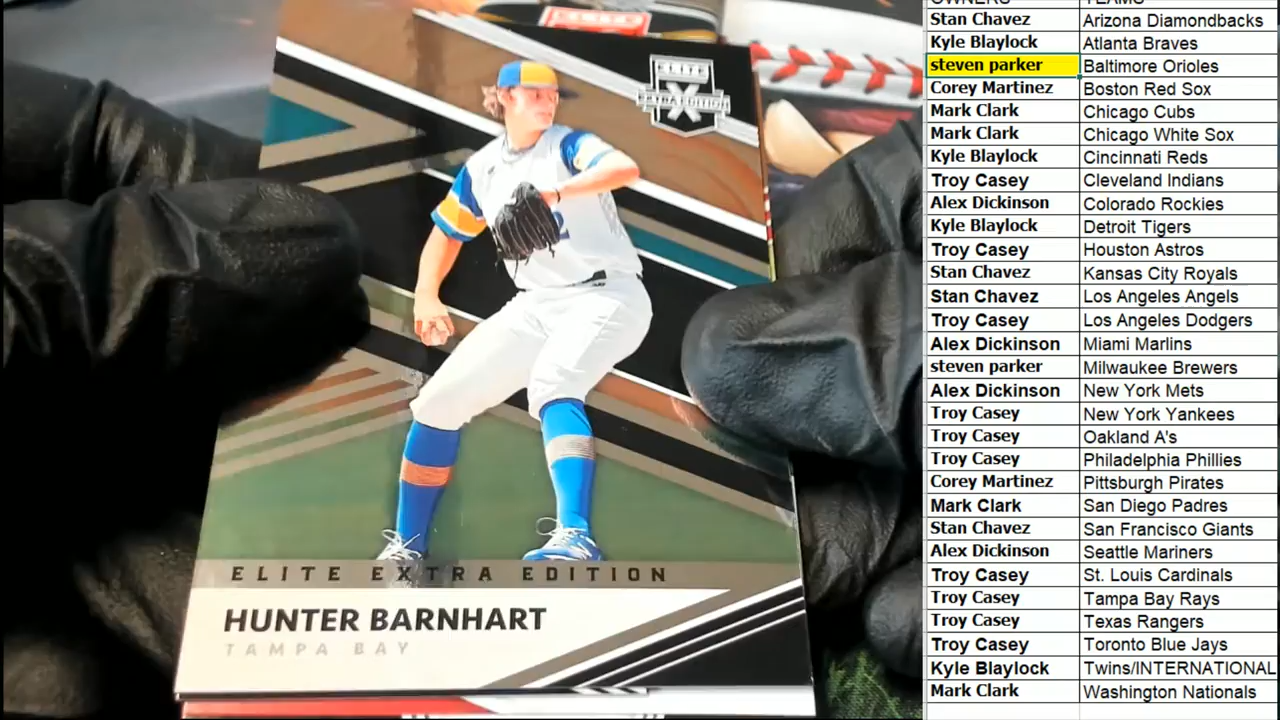 ELITE
X
EXTRA EDITION
2
ELITE EXTRA EDITION
HUNTER BARNHART
TAMPA BAY
OWNERS TEAMS
Stan Chavez Arizona Diamondbacks
Kyle Blaylock Atlanta Braves
steven parker Baltimore Orioles
Corey Martinez Boston Red Sox
Mark Clark Chicago Cubs
Mark Clark Chicago White Sox
Kyle Blaylock Cincinnati Reds
Troy Casey Cleveland Indians
Alex Dickinson Colorado Rockies
Kyle Blaylock Detroit Tigers
Troy Casey Houston Astros
Stan Chavez Kansas City Royals
Stan Chavez Los Angeles Angels
Troy Casey Los Angeles Dodgers
Alex Dickinson Miami Marlins
steven parker Milwaukee Brewers
Alex Dickinson New York Mets
Troy Casey New York Yankees
Troy Casey Oakland A's
Troy Casey Philadelphia Phillies
Corey Martinez Pittsburgh Pirates
Mark Clark San Diego Padres
Stan Chavez San Francisco Giants
Alex Dickinson Seattle Mariners
Troy Casey St. Louis Cardinals
Troy Casey Tampa Bay Rays
Troy Casey Texas Rangers
Troy Casey Toronto Blue Jays
Kyle Blaylock Twins/INTERNATIONAL
Mark Clark Washington Nationals